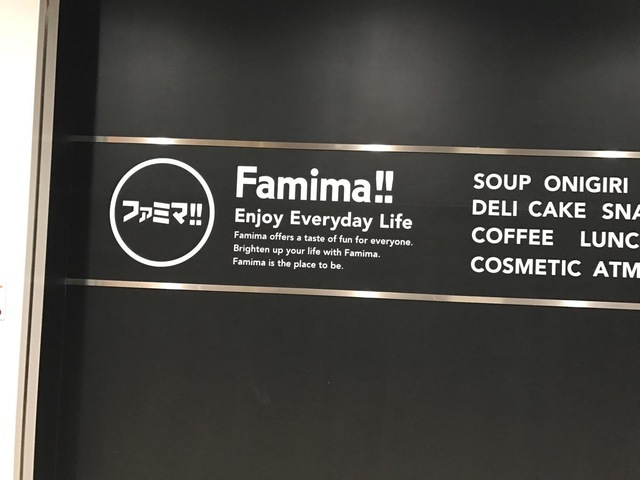 ファミマ!!
Famima!!
Enjoy Everyday Life
Famima offers a taste of fun for everyone.
Brighten up your life with Famima.
Famima is the place to be.
SOUP ONIGIRI
DELI CAKE SNA
COFFEE LUNC
COSMETIC ATM